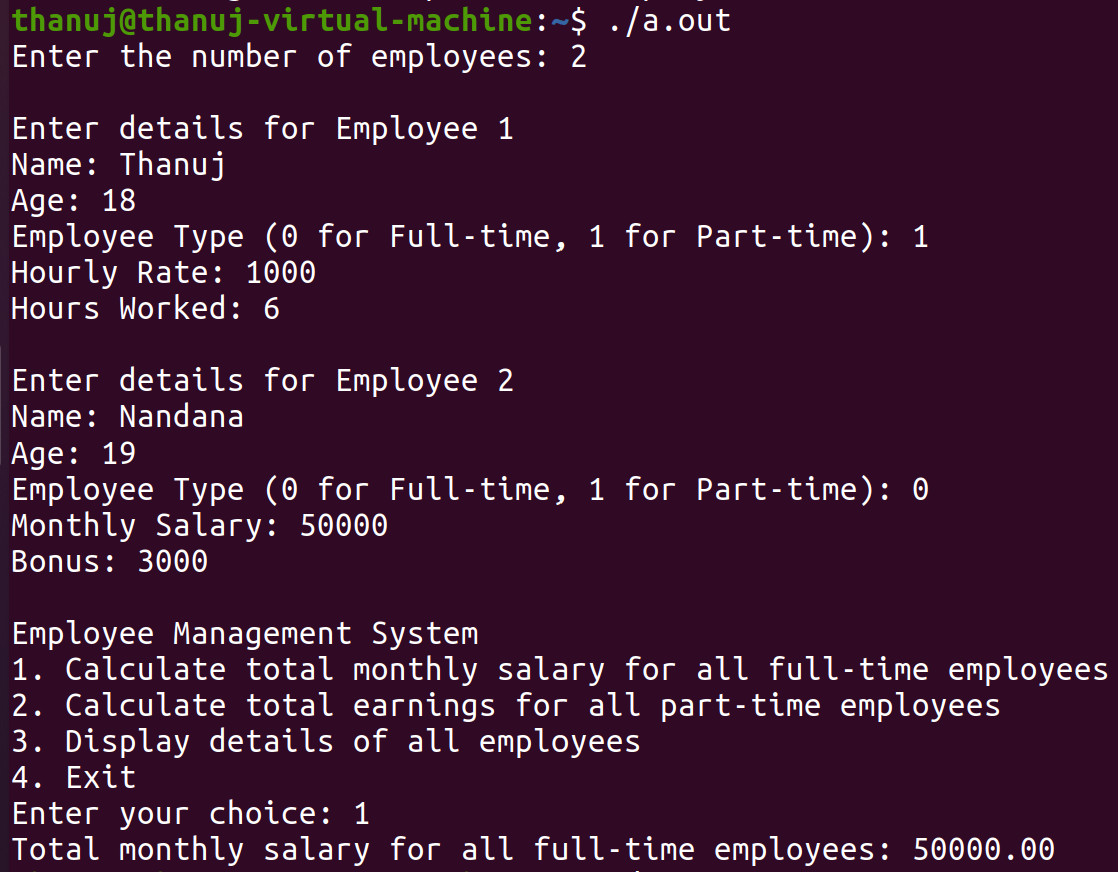 thanuj@thanuj-virtual-machine:~$ ./a.out
Enter the number of employees: 2
Enter details for Employee 1
Name: Thanuj
Age: 18
Employee Type (0 for Full-time, 1 for Part-time): 1
Hourly Rate: 1000
Hours Worked: 6
Enter details for Employee 2
Name: Nandana
Age: 19
Employee Type (0 for Full-time, 1 for Part-time): 0
Monthly Salary: 50000
Bonus: 3000
Employee Management System
1. Calculate total monthly salary for all full-time employees
2. Calculate total earnings for all part-time employees
3. Display details of all employees
4. Exit
Enter your choice: 1
Total monthly salary for all full-time employees: 50000.00